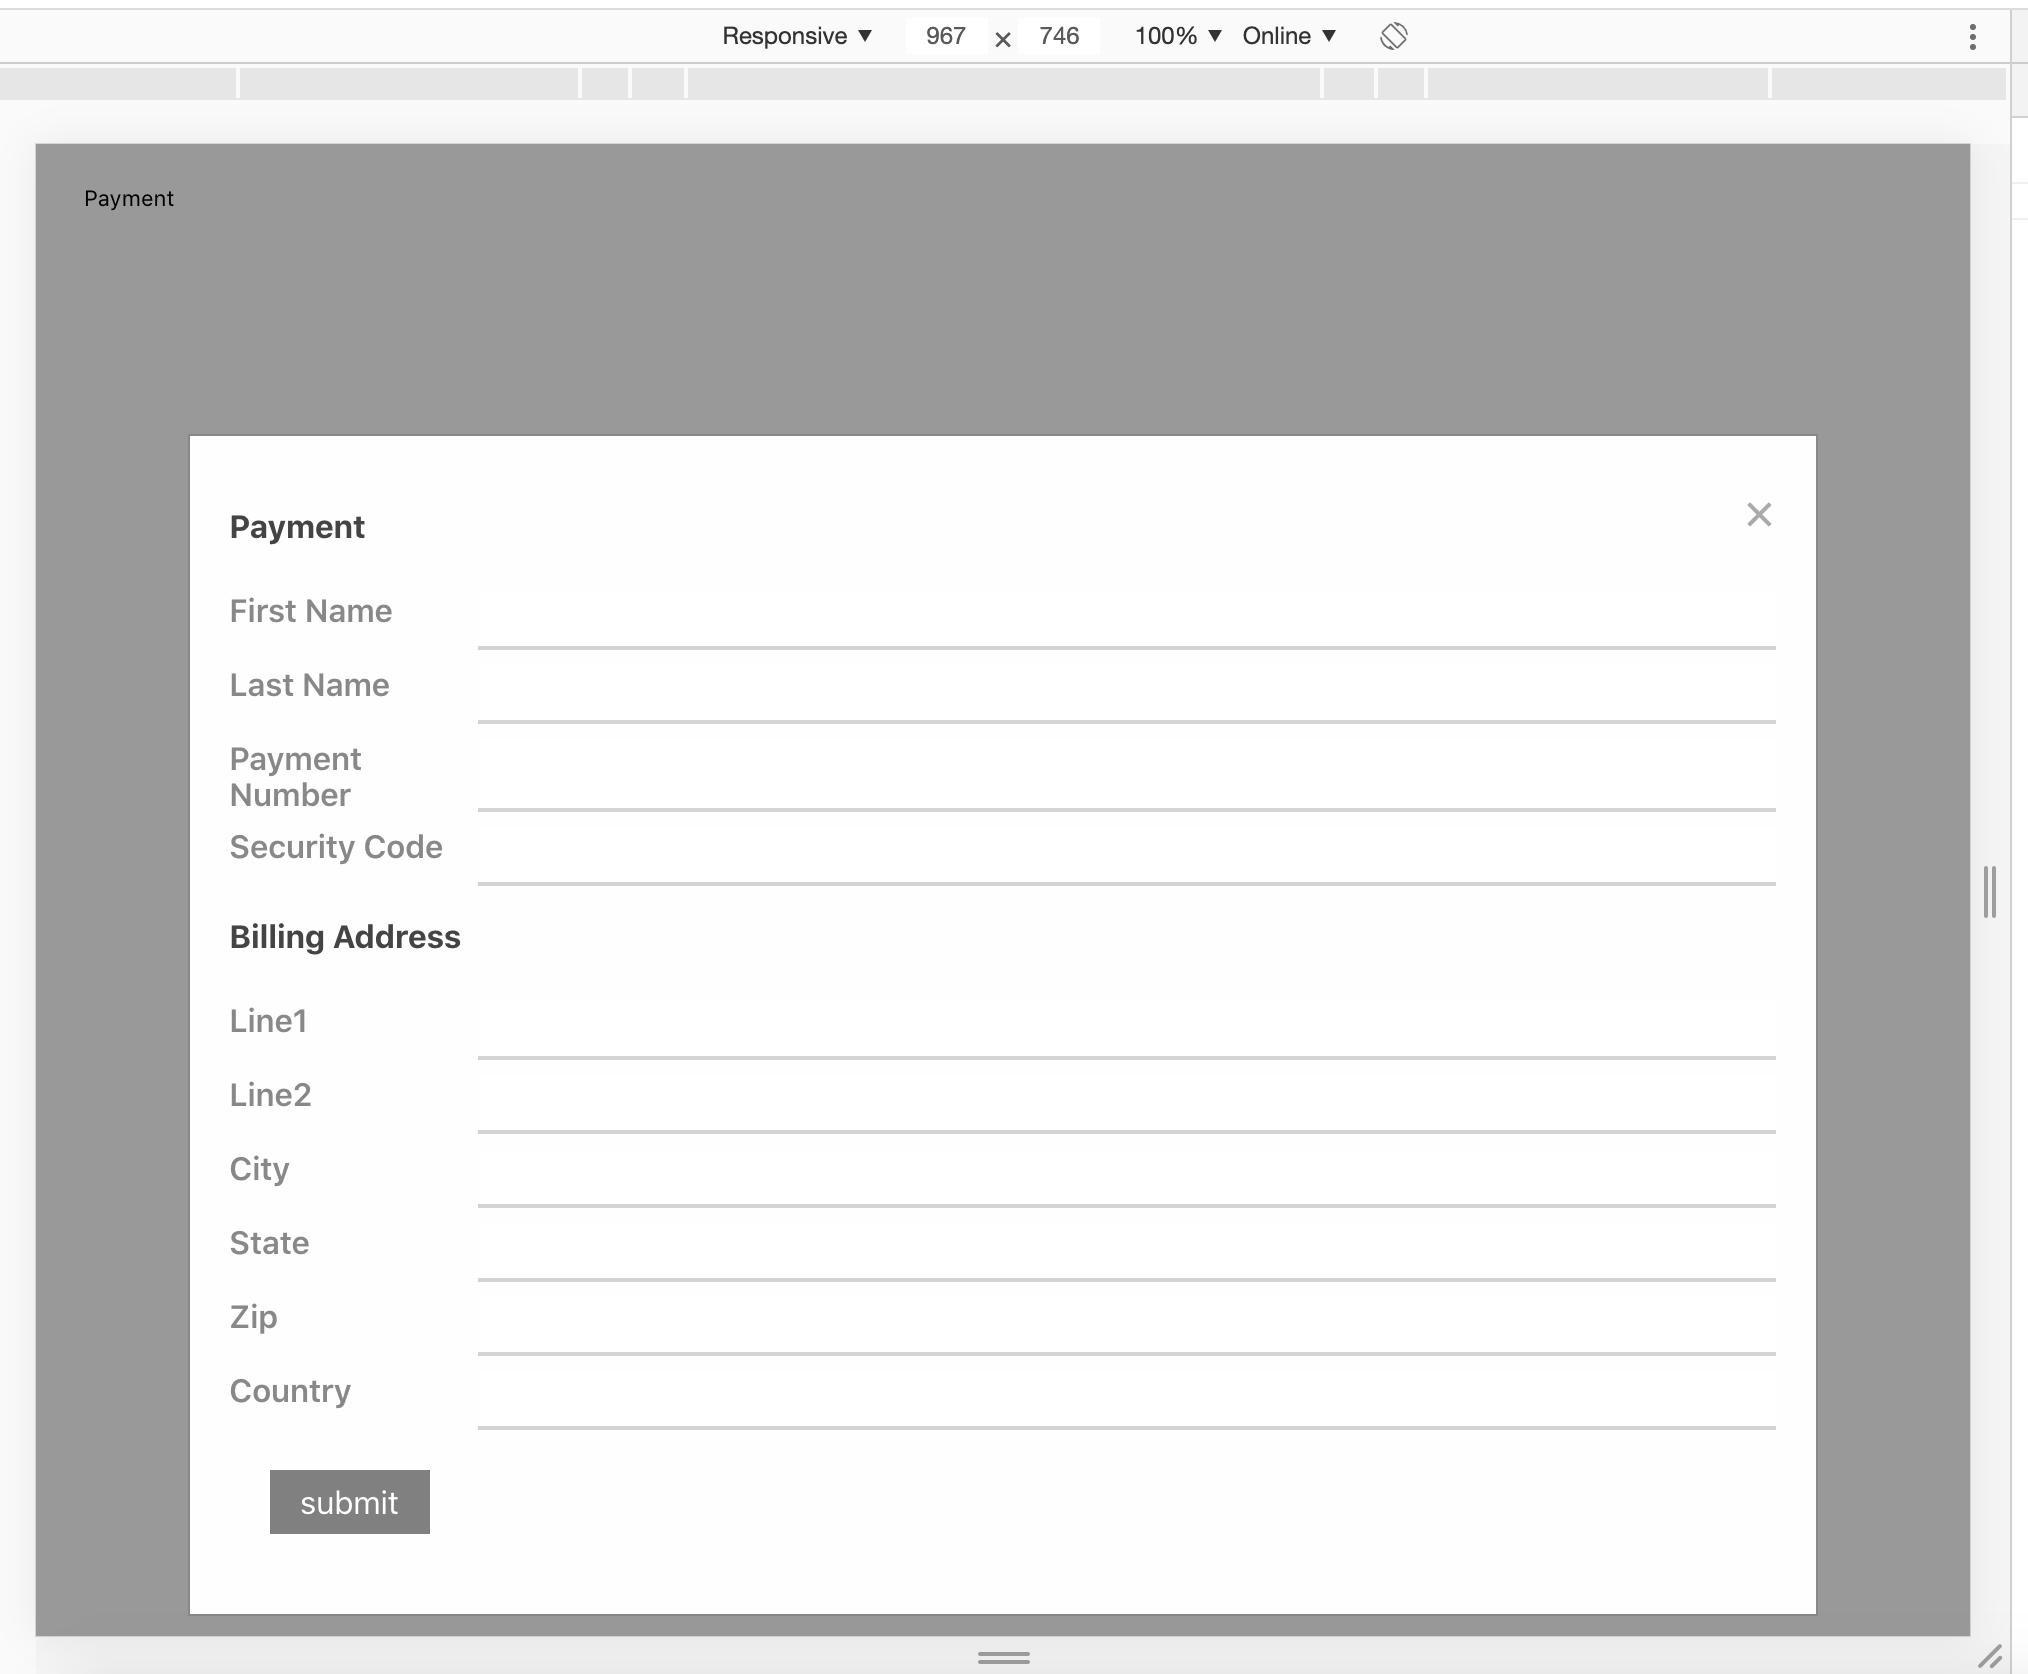 Responsive ▼ 967 × 746 100% ▼ Online ▼
Payment
Payment
First Name
Last Name
Payment
Number
Security Code
Billing Address
Line1
Line2
City
State
Zip
Country
submit